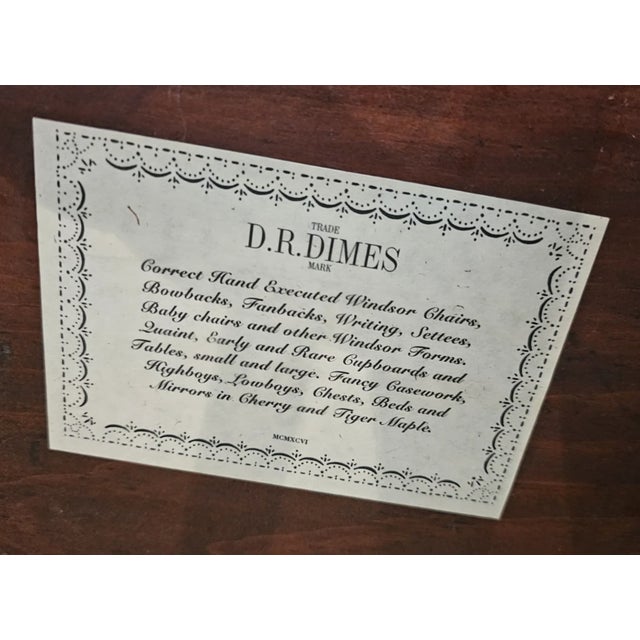 TRADE
D.R.DIMES
MARK
Correct Hand Executed Windsor Chairs,
Bowbacks, Fanbacks, Writing, Settees,
Baby chairs and other Windsor Forms.
Quaint, Early and Rare Cupboards and
Tables, small and large. Fancy Casework,
Highboys, Lowboys, Chests, Beds and
Mirrors in Cherry and Tiger Maple.
MCMXCVI